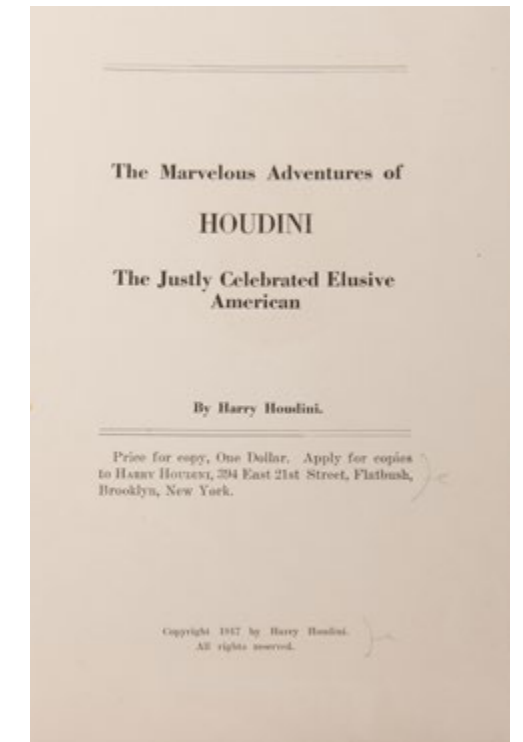 The Marvelous Adventures of
HOUDINI
The Justly Celebrated Elusive
American
By Harry Houdini.
Price for copy, One Dollar. Apply for copies
to HARRY HOUDINI, 394 East 21st Street, Flatbush,
Brooklyn, New York.
Copyright 1917 by Harry Houdini.
All rights reserved.